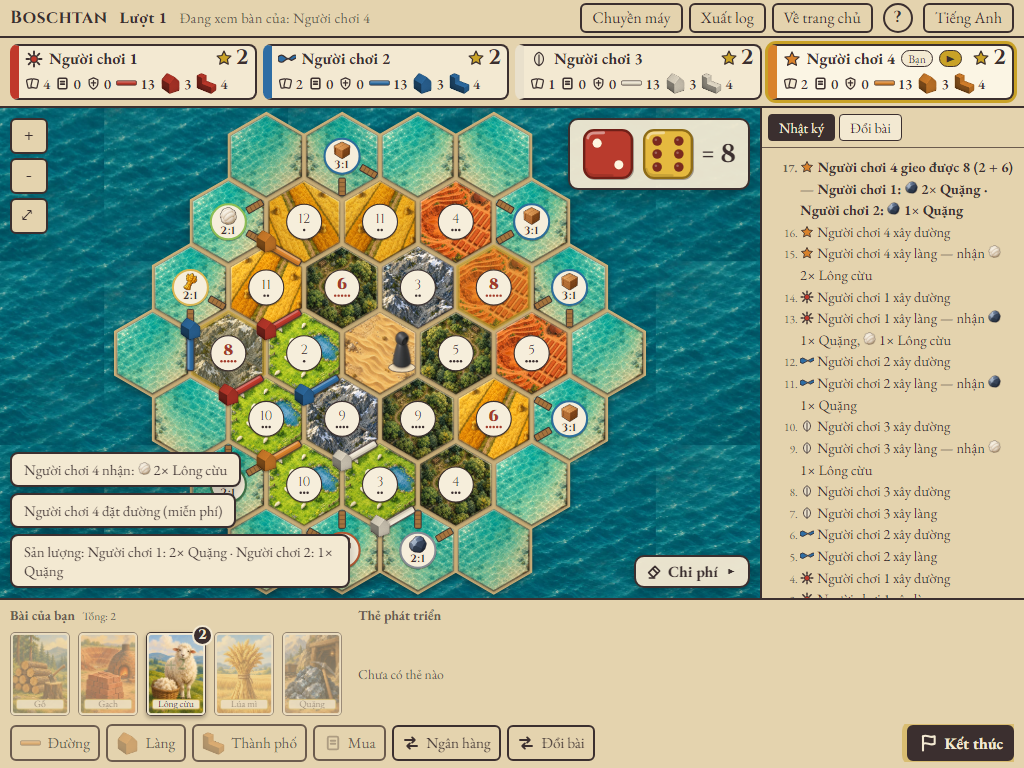 BOSCHTAN Lượt 1 Đang xem bàn của: Người chơi 4
Chuyền máy
Xuất log
Về trang chủ
?
Tiếng Anh
Người chơi 1 2
4 0 0 13 3 4
Người chơi 2 2
2 0 0 13 3 4
Người chơi 3 2
1 0 0 13 3 4
Người chơi 4 Bạn 2
2 0 0 13 3 4
+
-
= 8
3:1
2:1
12
11
4
3:1
2:1
11
6
3
8
3:1
8
2
5
5
10
9
9
6
3:1
10
3
4
2:1
Người chơi 4 nhận: 2× Lông cừu
Người chơi 4 đặt đường (miễn phí)
Sản lượng: Người chơi 1: 2× Quặng · Người chơi 2: 1×
Quặng
Chi phí
Nhật ký
Đổi bài
17. Người chơi 4 gieo được 8 (2 + 6)
— Người chơi 1: 2× Quặng ·
Người chơi 2: 1× Quặng
16. Người chơi 4 xây đường
15. Người chơi 4 xây làng — nhận
2× Lông cừu
14. Người chơi 1 xây đường
13. Người chơi 1 xây làng — nhận
1× Quặng, 1× Lông cừu
12. Người chơi 2 xây đường
11. Người chơi 2 xây làng — nhận
1× Quặng
10. Người chơi 3 xây đường
9. Người chơi 3 xây làng — nhận
1× Lông cừu
8. Người chơi 3 xây đường
7. Người chơi 3 xây làng
6. Người chơi 2 xây đường
5. Người chơi 2 xây làng
4. Người chơi 1 xây đường
Bài của bạn Tổng: 2
Thẻ phát triển
2
Gỗ
Gạch
Lông cừu
Lúa mì
Quặng
Chưa có thẻ nào
Đường
Làng
Thành phố
Mua
Ngân hàng
Đổi bài
Kết thúc